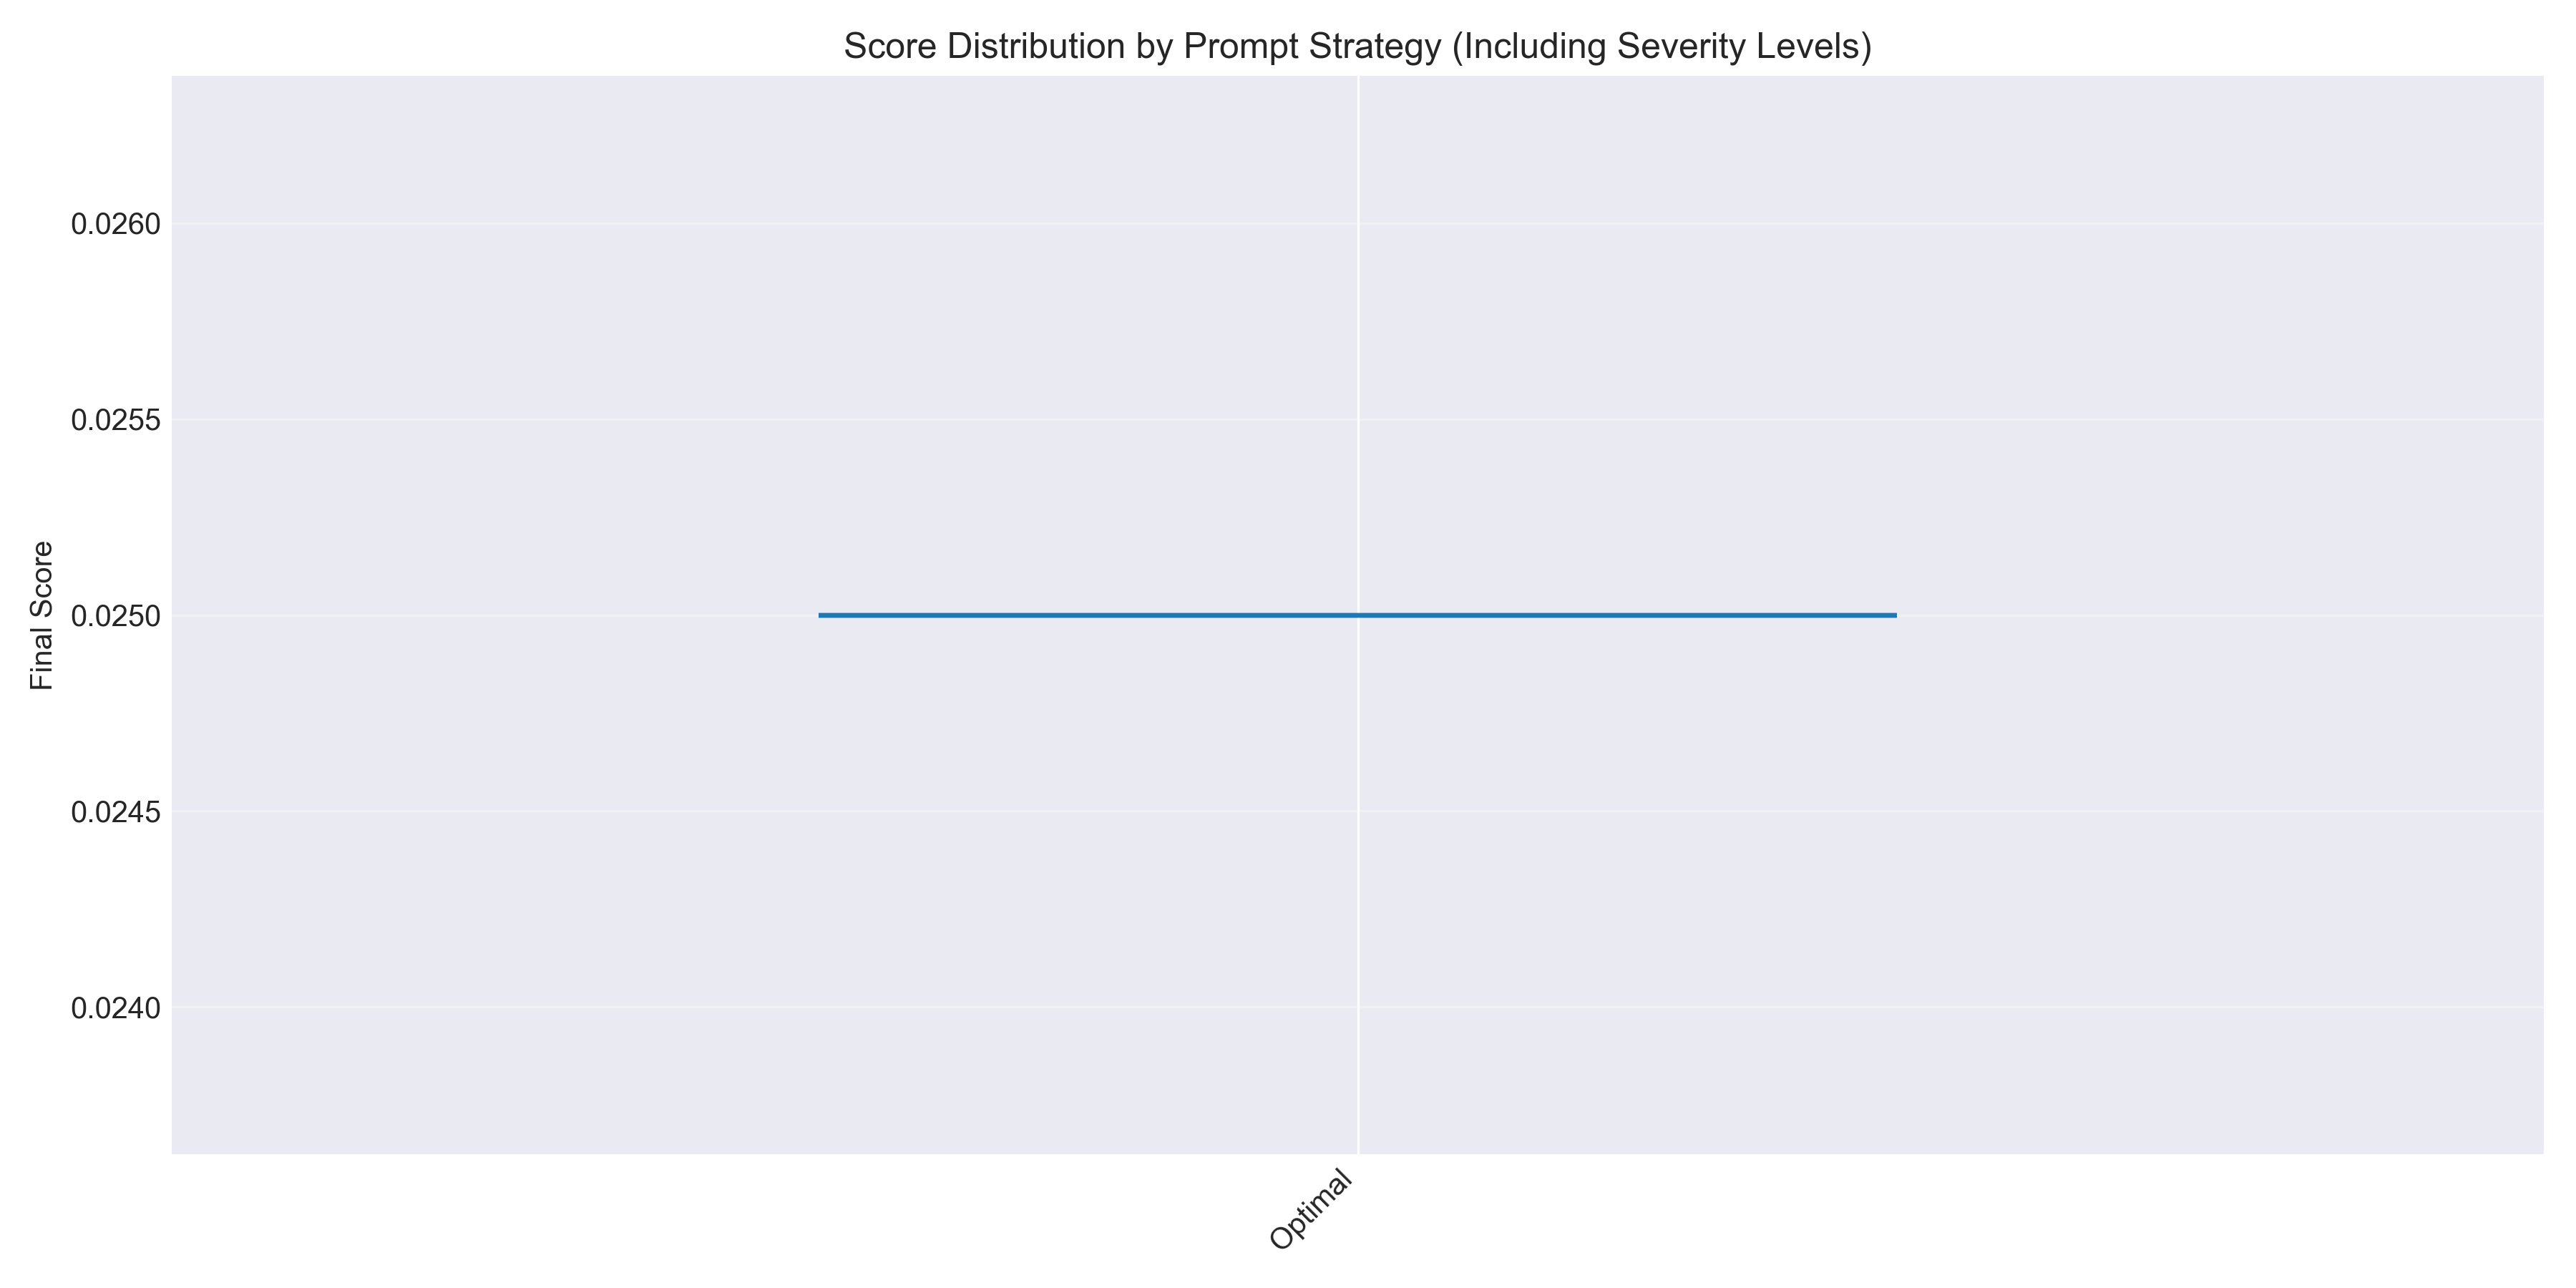 Score Distribution by Prompt Strategy (Including Severity Levels)
Final Score
0.0260
0.0255
0.0250
0.0245
0.0240
Optimal